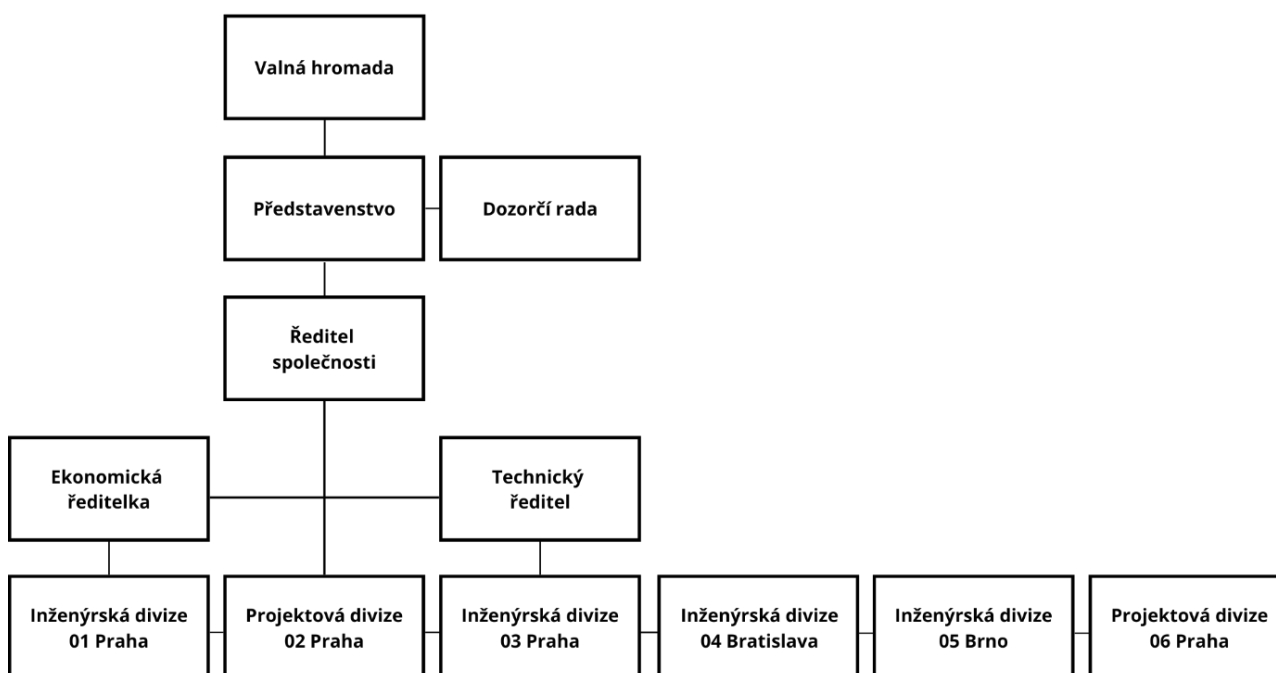 Valná hromada
Představenstvo
Dozorčí rada
Ředitel
společnosti
Ekonomická
ředitelka
Technický
ředitel
Inženýrská divize
01 Praha
Projektová divize
02 Praha
Inženýrská divize
03 Praha
Inženýrská divize
04 Bratislava
Inženýrská divize
05 Brno
Projektová divize
06 Praha